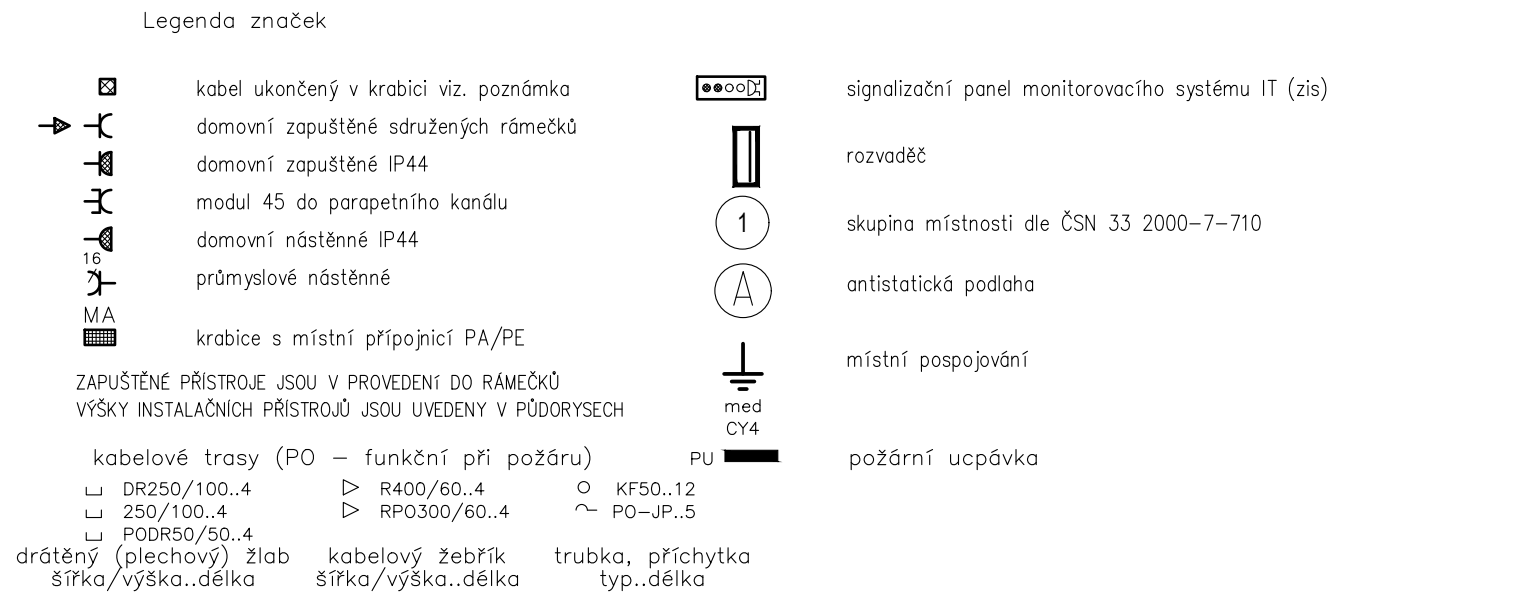 Legenda značek
kabel ukončený v krabici viz. poznámka
domovní zapuštěné sdružených rámečků
domovní zapuštěné IP44
modul 45 do parapetního kanálu
domovní nástěnné IP44
16
průmyslové nástěnné
MA
krabice s místní přípojnicí PA/PE
ZAPUŠTĚNÉ PŘÍSTROJE JSOU V PROVEDENí DO RÁMEČKŮ
VÝŠKY INSTALAČNÍCH PŘÍSTROJŮ JSOU UVEDENY V PŮDORYSECH
signalizační panel monitorovacího systému IT (zis)
rozvaděč
1
skupina místnosti dle ČSN 33 2000-7-710
A
antistatická podlaha
místní pospojování
med
CY4
PU
požární ucpávka
kabelové trasy (PO - funkční při požáru)
DR250/100..4
250/100..4
PODR50/50..4
drátěný (plechový) žlab
šířka/výška..délka
R400/60..4
RPO300/60..4
kabelový žebřík
šířka/výška..délka
KF50..12
PO-JP..5
trubka, příchytka
typ..délka